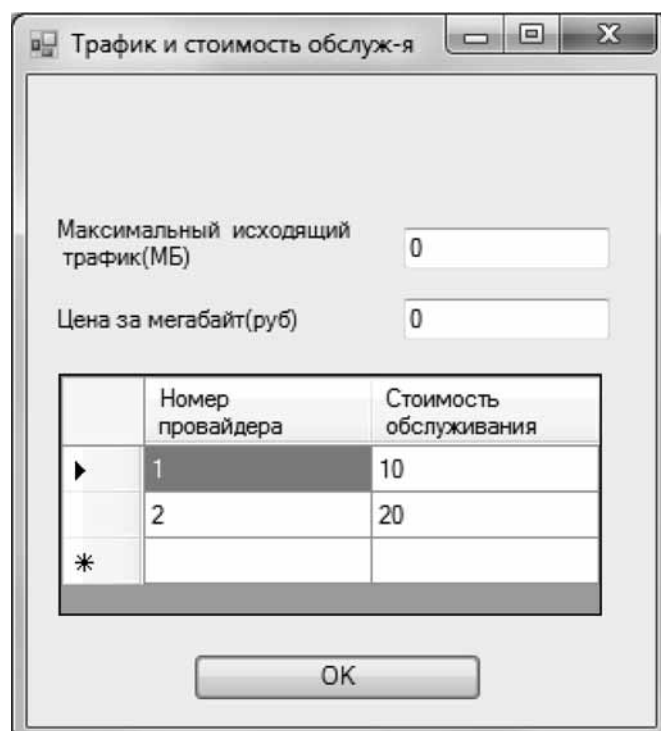 Трафик и стоимость обслуж-я
Максимальный исходящий
трафик(МБ)
0
Цена за мегабайт(руб)
0
Номер
провайдера
Стоимость
обслуживания
1
10
2
20
OK